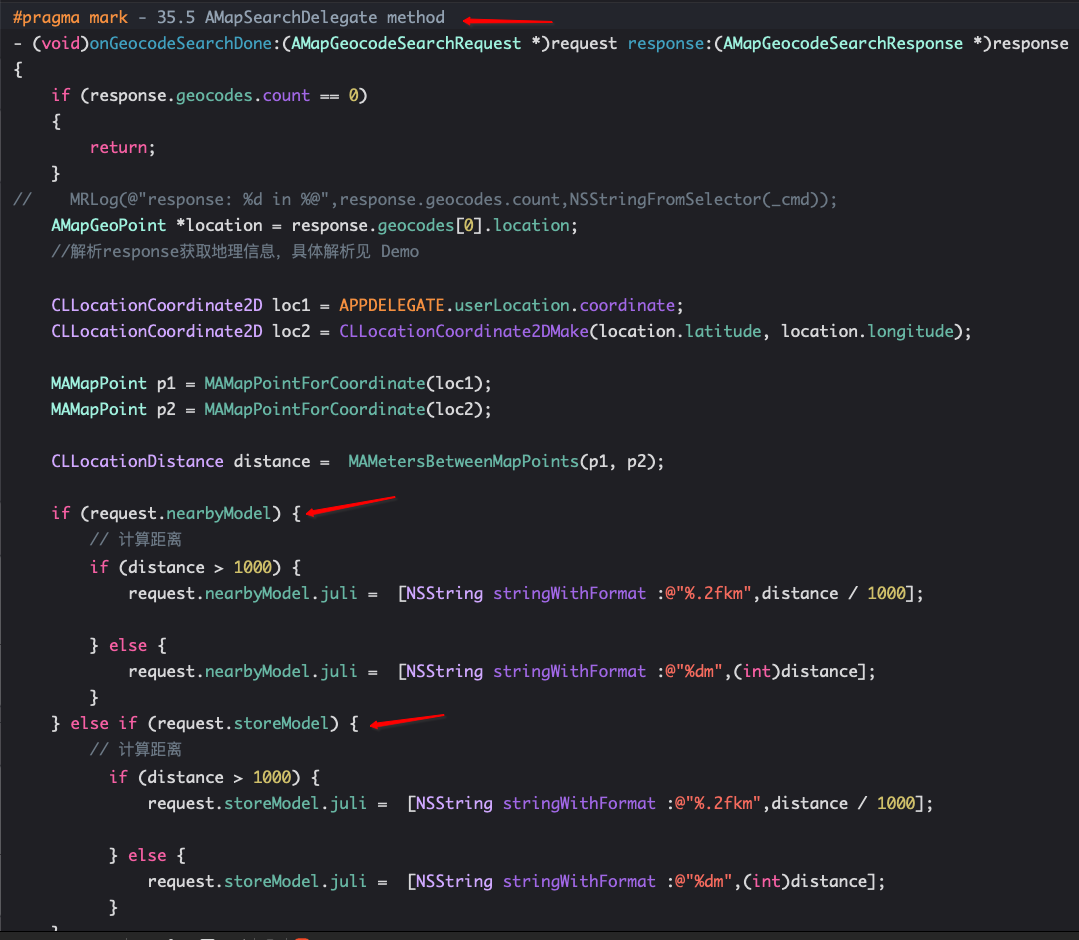 #pragma mark - 35.5 AMapSearchDelegate method
- (void)onGeocodeSearchDone:(AMapGeocodeSearchRequest *)request response:(AMapGeocodeSearchResponse *)response
{
    if (response.geocodes.count == 0)
    {
        return;
    }
//    MRLog(@"response: %d in %@",response.geocodes.count,NSStringFromSelector(_cmd));
    AMapGeoPoint *location = response.geocodes[0].location;
    //解析response获取地理信息，具体解析见 Demo
    CLLocationCoordinate2D loc1 = APPDELEGATE.userLocation.coordinate;
    CLLocationCoordinate2D loc2 = CLLocationCoordinate2DMake(location.latitude, location.longitude);
    MAMapPoint p1 = MAMapPointForCoordinate(loc1);
    MAMapPoint p2 = MAMapPointForCoordinate(loc2);
    CLLocationDistance distance =  MAMetersBetweenMapPoints(p1, p2);
    if (request.nearbyModel) {
        // 计算距离
        if (distance > 1000) {
            request.nearbyModel.juli =  [NSString stringWithFormat :@"%.2fkm",distance / 1000];
        } else {
            request.nearbyModel.juli =  [NSString stringWithFormat :@"%dm",(int)distance];
        }
    } else if (request.storeModel) {
        // 计算距离
          if (distance > 1000) {
              request.storeModel.juli =  [NSString stringWithFormat :@"%.2fkm",distance / 1000];
          } else {
              request.storeModel.juli =  [NSString stringWithFormat :@"%dm",(int)distance];
          }